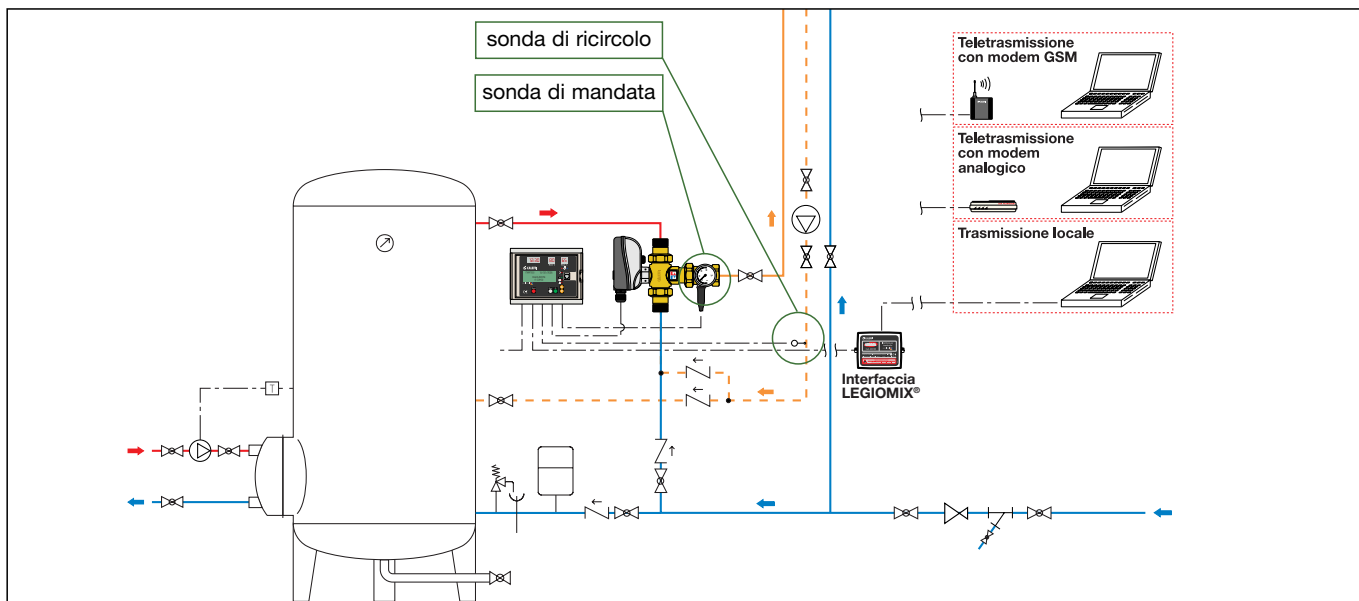 sonda di ricircolo
sonda di mandata
Teletrasmissione
con modem GSM
Teletrasmissione
con modem
analogico
Trasmissione locale
T
Interfaccia
LEGIOMIX®